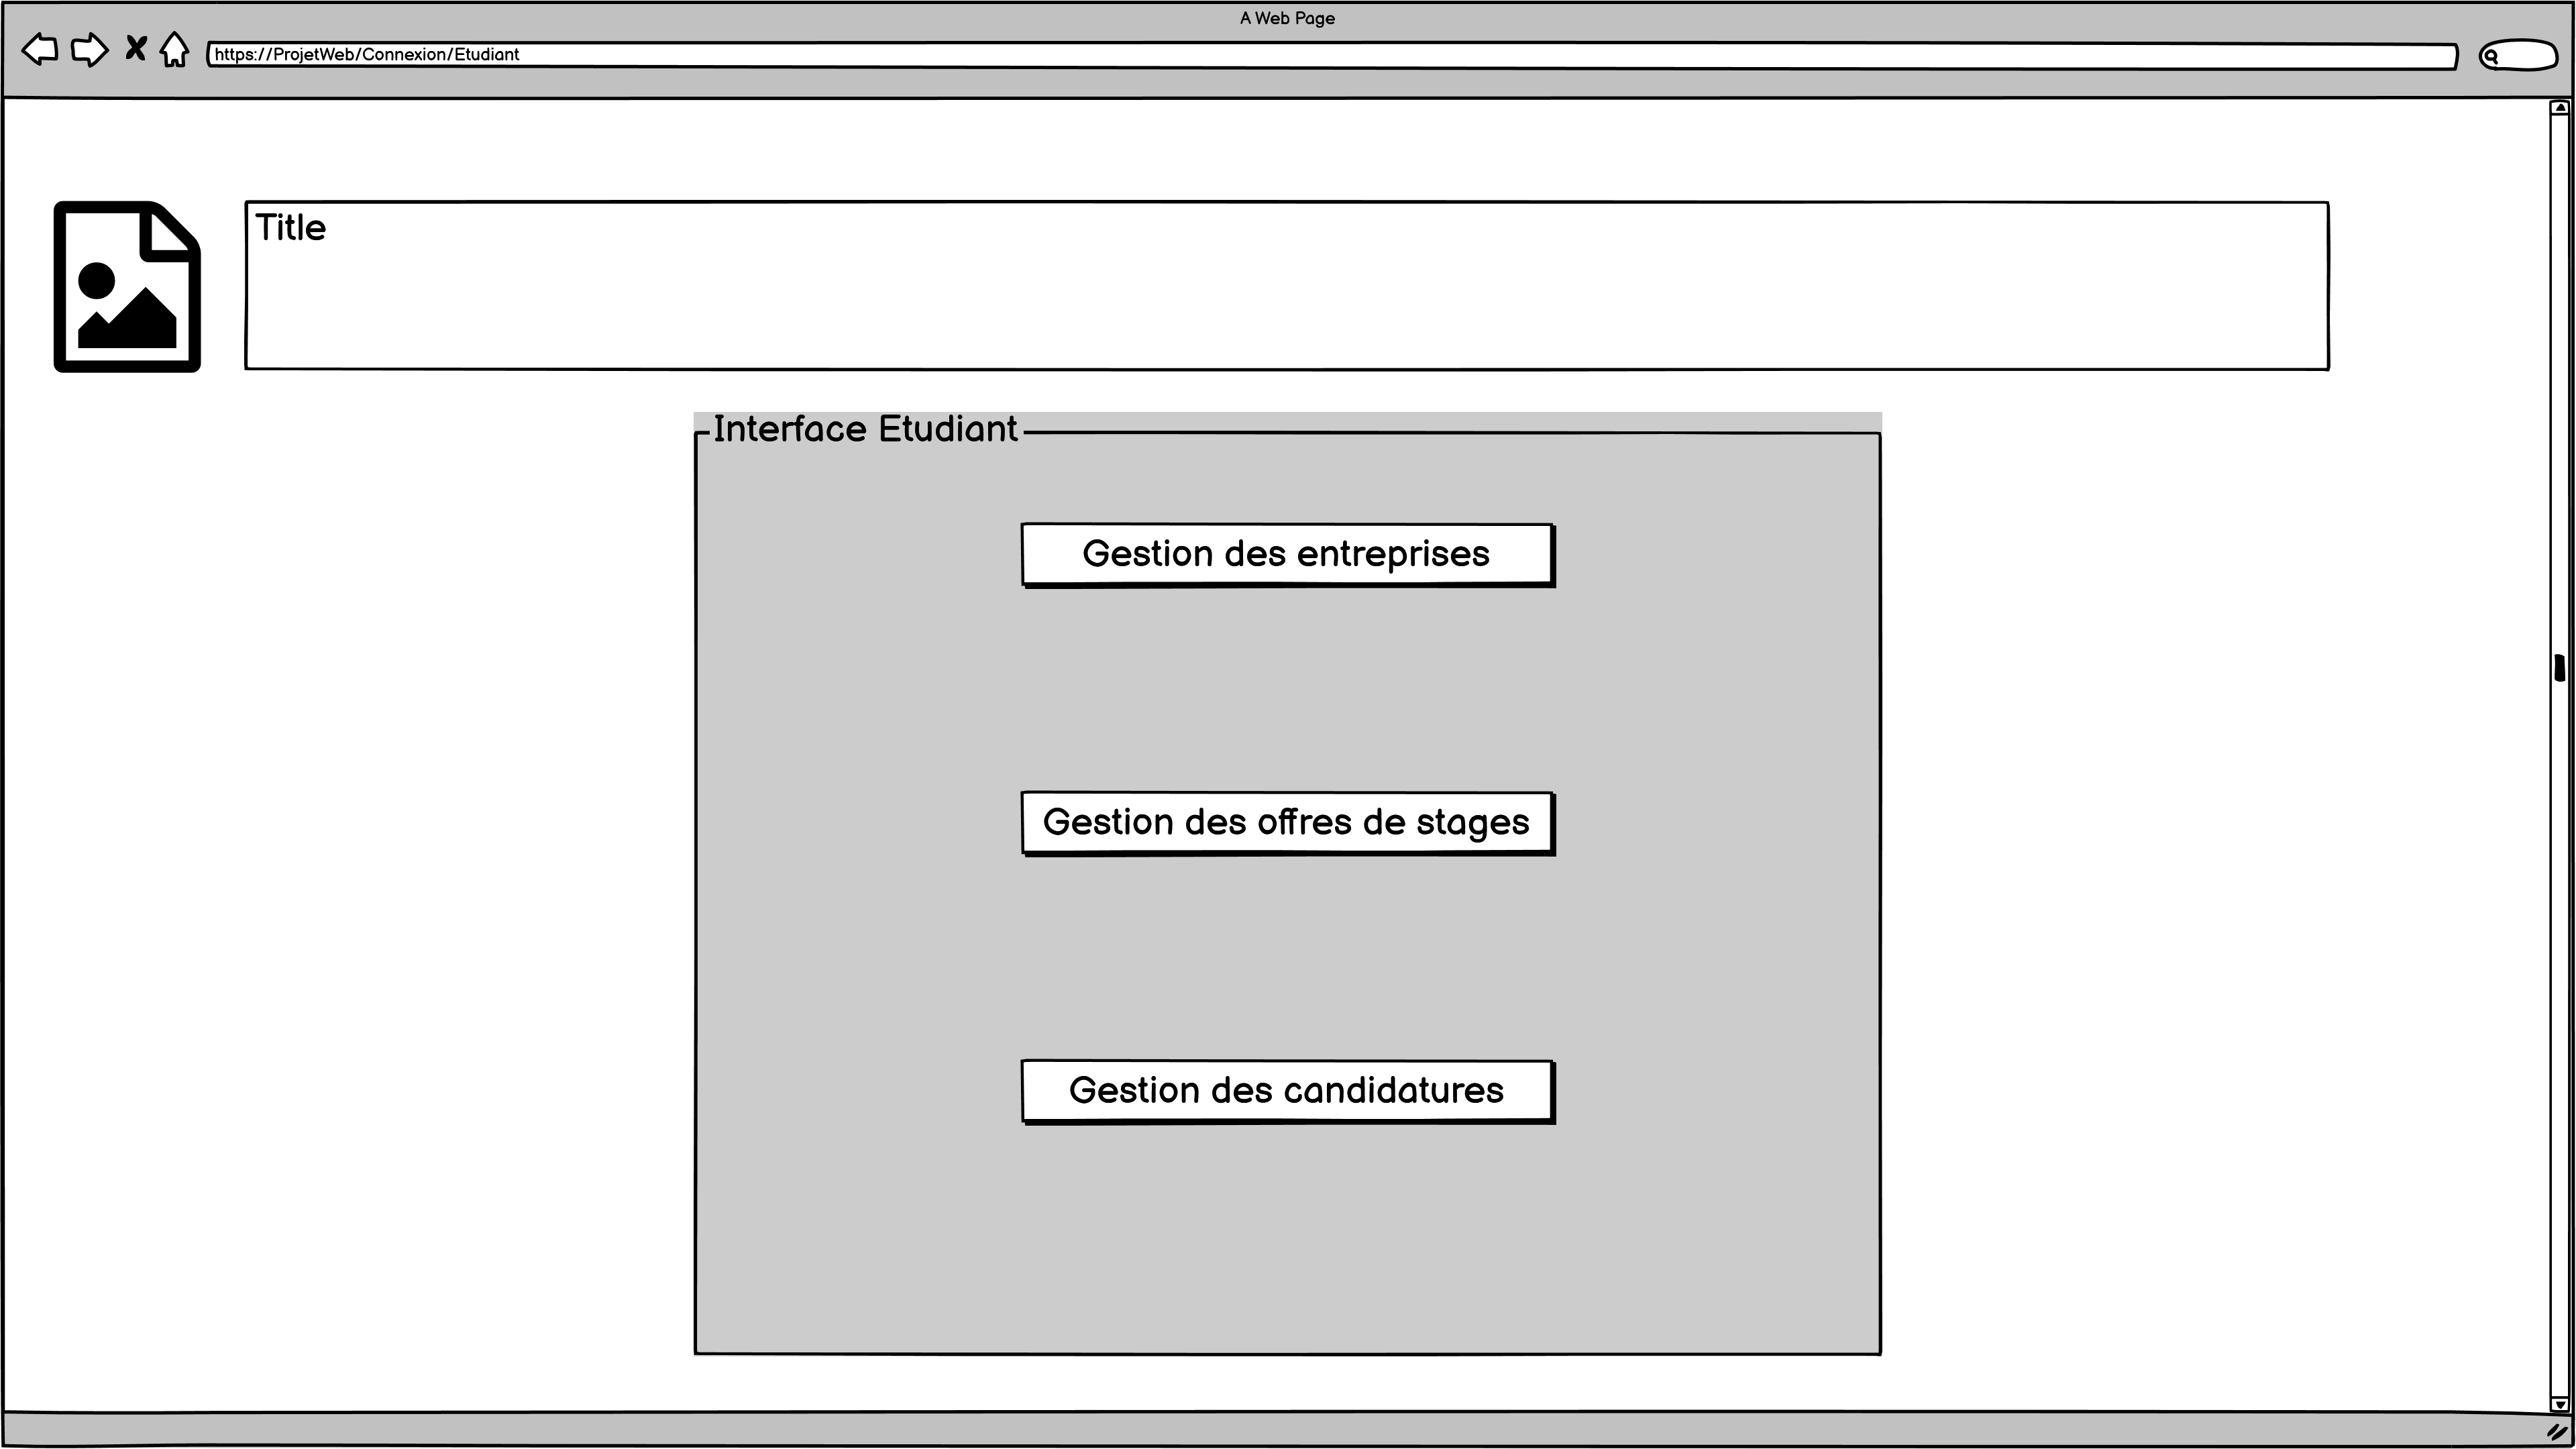 A Web Page
https://ProjetWeb/Connexion/Etudiant
Title
Interface Etudiant
Gestion des entreprises
Gestion des offres de stages
Gestion des candidatures